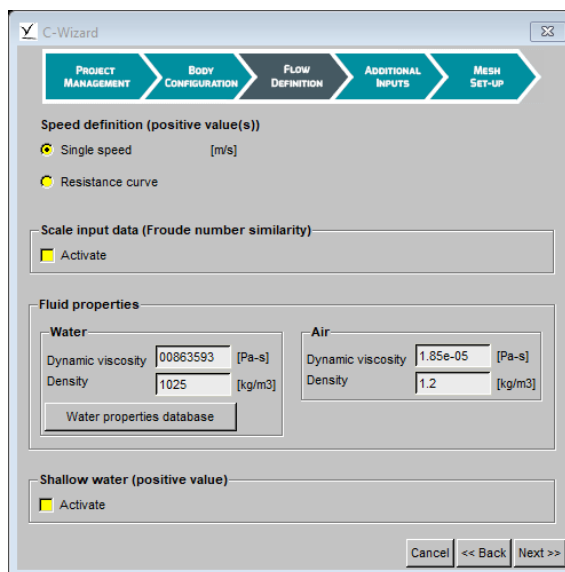 C-Wizard
PROJECT MANAGEMENT
BODY CONFIGURATION
FLOW DEFINITION
ADDITIONAL INPUTS
MESH SET-UP
Speed definition (positive value(s))
Single speed [m/s]
Resistance curve
Scale input data (Froude number similarity)
Activate
Fluid properties
Water
Dynamic viscosity 00863593 [Pa-s]
Density 1025 [kg/m3]
Water properties database
Air
Dynamic viscosity 1.85e-05 [Pa-s]
Density 1.2 [kg/m3]
Shallow water (positive value)
Activate
Cancel << Back Next >>